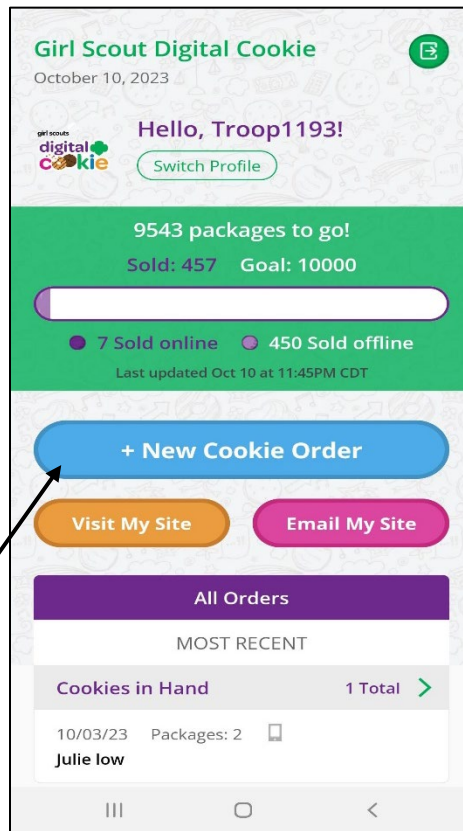 Girl Scout Digital Cookie
October 10, 2023
girl scouts
digital
cookie
Hello, Troop1193!
Switch Profile
9543 packages to go!
Sold: 457 Goal: 10000
7 Sold online 450 Sold offline
Last updated Oct 10 at 11:45PM CDT
+ New Cookie Order
Visit My Site
Email My Site
All Orders
MOST RECENT
Cookies in Hand 1 Total
10/03/23 Packages: 2
Julie low